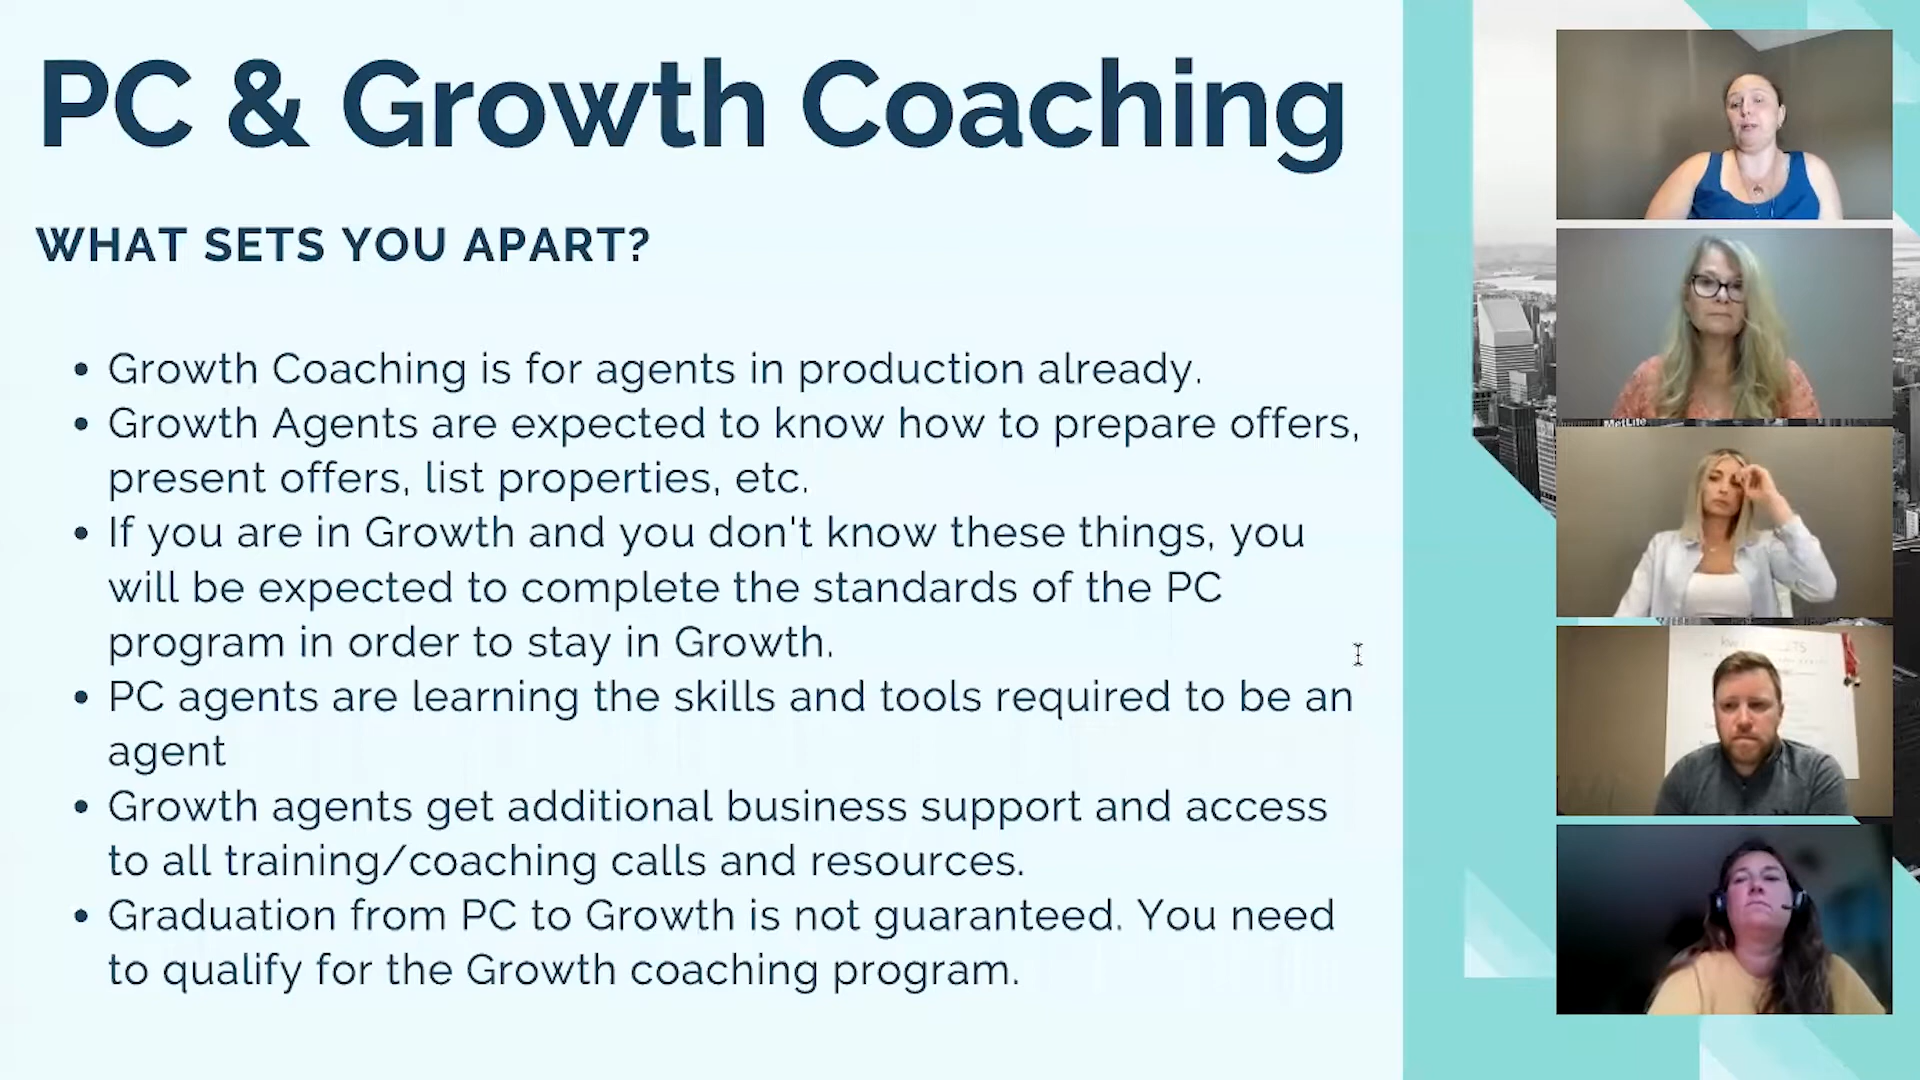 PC & Growth Coaching
WHAT SETS YOU APART?
• Growth Coaching is for agents in production already.
• Growth Agents are expected to know how to prepare offers,
present offers, list properties, etc.
• If you are in Growth and you don't know these things, you
will be expected to complete the standards of the PC
program in order to stay in Growth.
• PC agents are learning the skills and tools required to be an
agent
• Growth agents get additional business support and access
to all training/coaching calls and resources.
• Graduation from PC to Growth is not guaranteed. You need
to qualify for the Growth coaching program.
MetLife